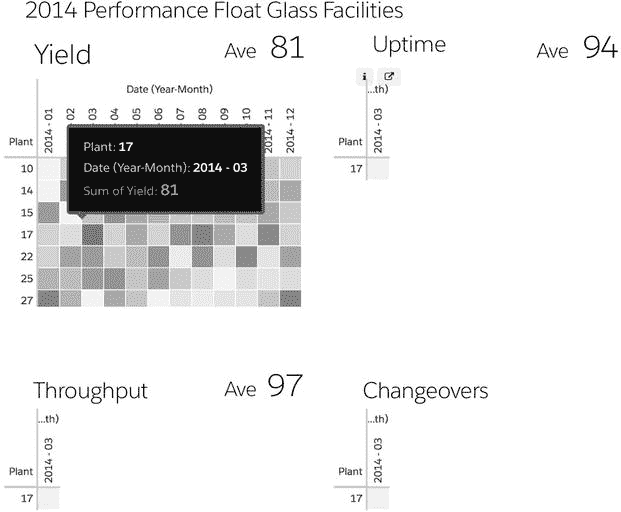 2014 Performance Float Glass Facilities
Yield
Ave 81
Date (Year-Month)
Plant
2014 - 01
02
03
04
05
06
07
08
09
10
2014 - 11
2014 - 12
Plant: 17
Date (Year-Month): 2014 - 03
Sum of Yield: 81
10
14
15
17
22
25
27
Uptime
Ave 94
...th)
Plant
2014 - 03
17
Throughput
Ave 97
...th)
Plant
2014 - 03
17
Changeovers
...th)
Plant
2014 - 03
17